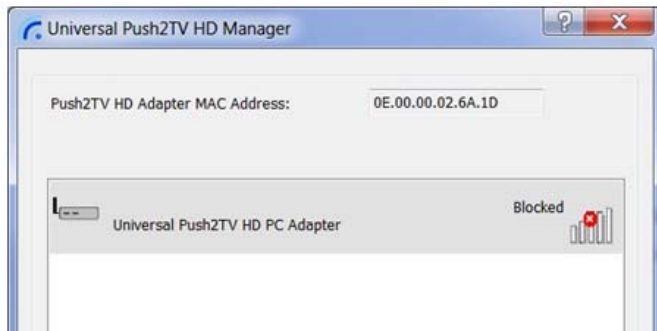 Universal Push2TV HD Manager
Push2TV HD Adapter MAC Address: 0E.00.00.02.6A.1D
Blocked
Universal Push2TV HD PC Adapter